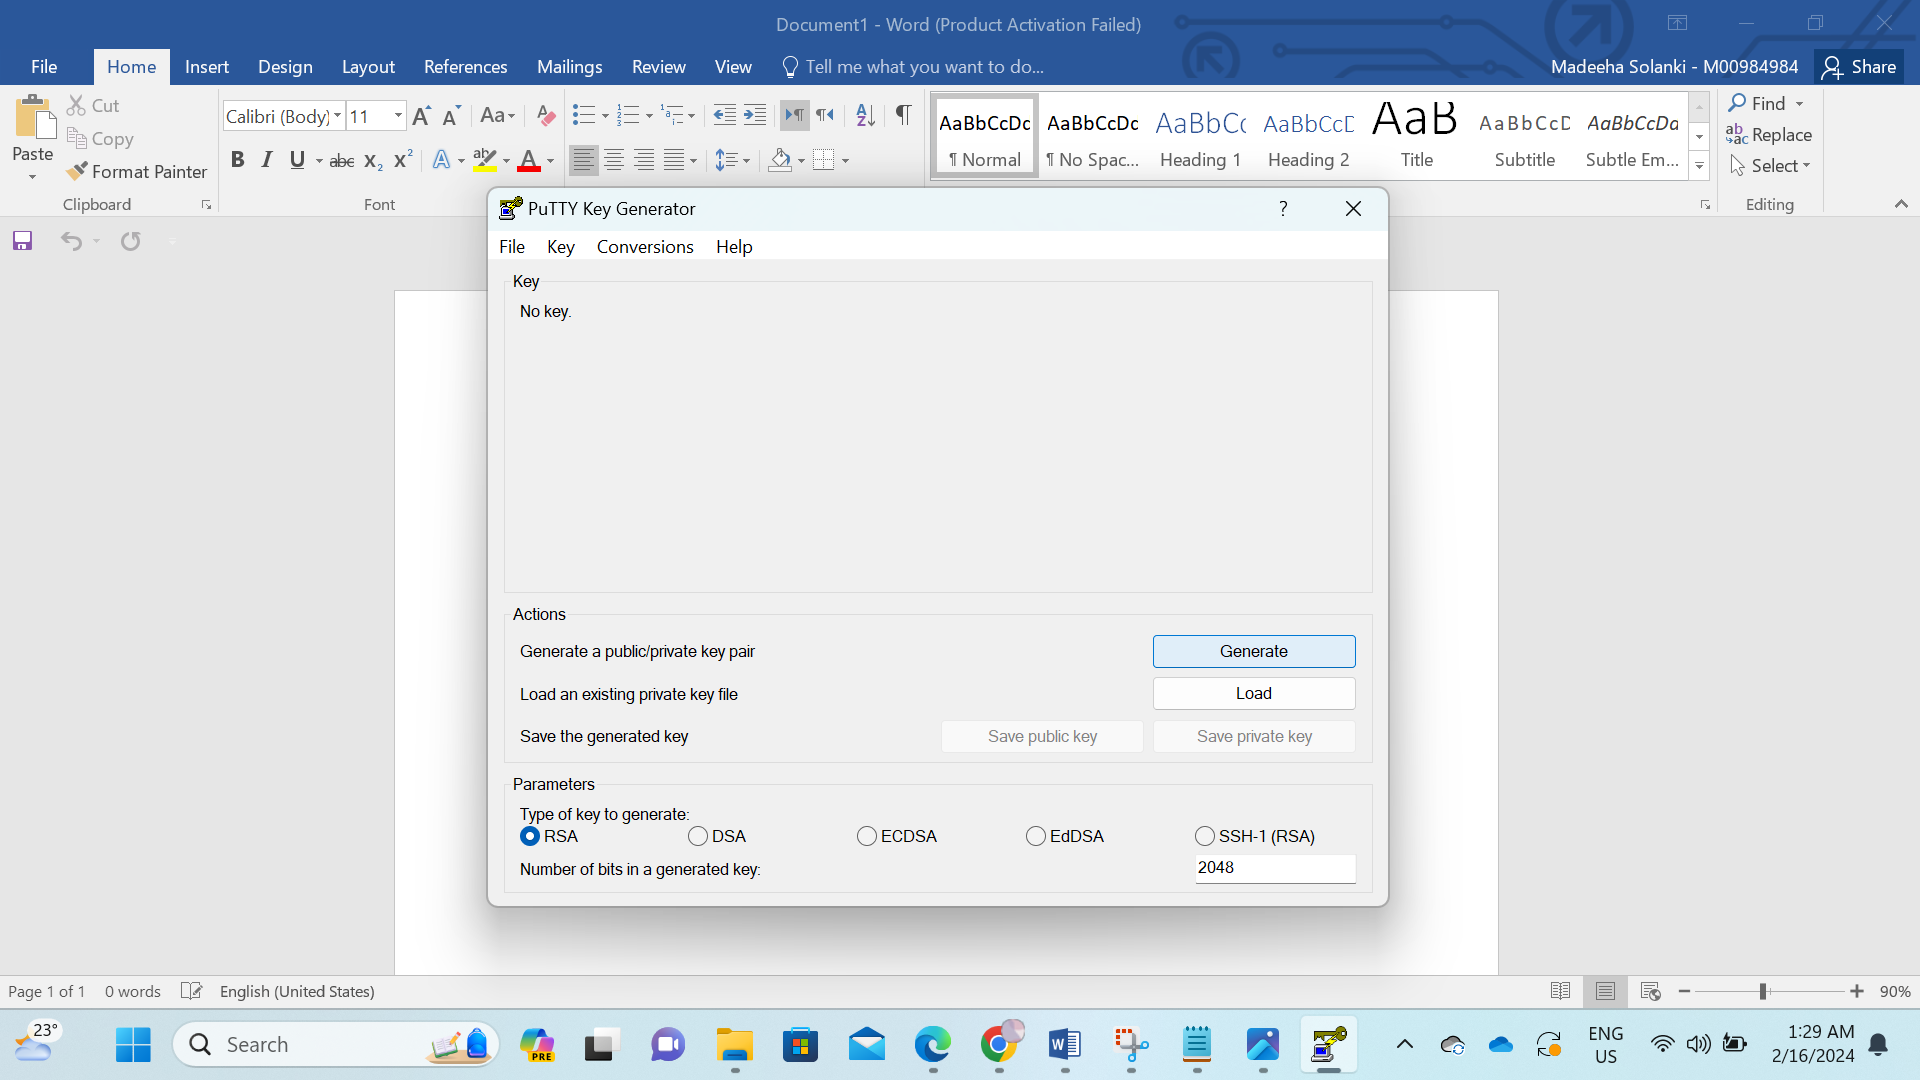 Document1 - Word (Product Activation Failed)
File Home Insert Design Layout References Mailings Review View Tell me what you want to do... Madeeha Solanki - M00984984 Share
Paste Cut Copy Format Painter
Calibri (Body) 11 Aa
B I U abc X₂ X² A ab A
AaBbCcDc AaBbCcDc AaBbCc AaBbCcD AaB AaBbCcD AaBbCcDa
¶ Normal ¶ No Spac... Heading 1 Heading 2 Title Subtitle Subtle Em...
Find
Replace
Select
Clipboard Font Editing
PuTTY Key Generator ?
File Key Conversions Help
Key
No key.
Actions
Generate a public/private key pair Generate
Load an existing private key file Load
Save the generated key Save public key Save private key
Parameters
Type of key to generate:
RSA DSA ECDSA EdDSA SSH-1 (RSA)
Number of bits in a generated key: 2048
Page 1 of 1 0 words English (United States) 90%
23° Search PRE ENG US 1:29 AM 2/16/2024